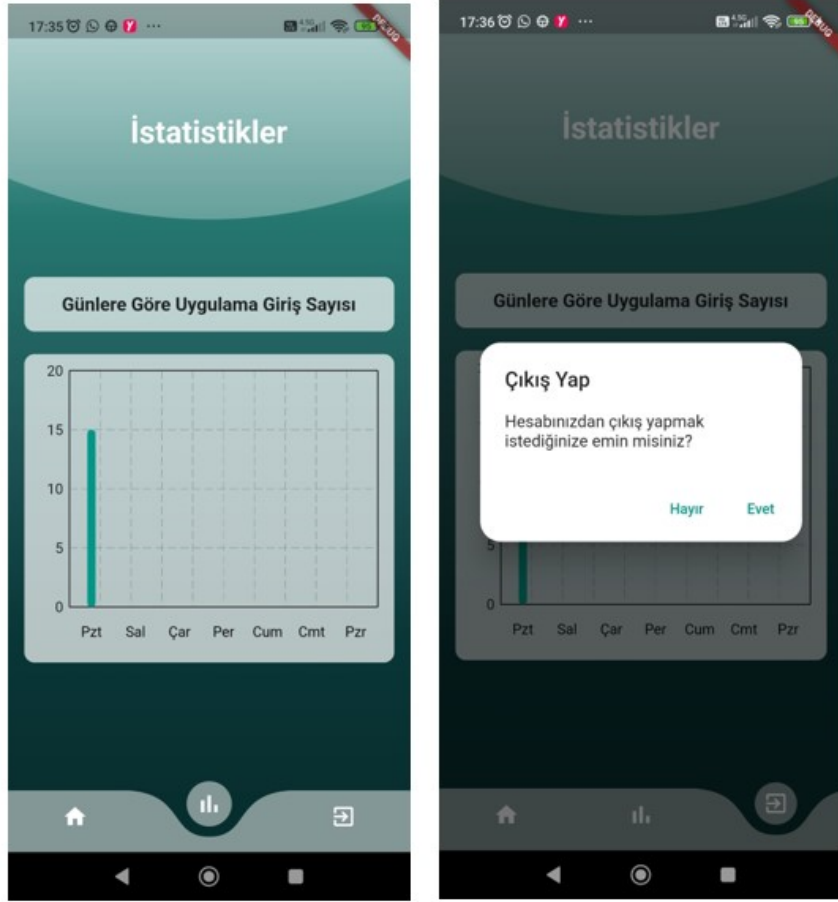 17:35
DEBUG
İstatistikler
Günlere Göre Uygulama Giriş Sayısı
20
15
10
5
0
Pzt Sal Çar Per Cum Cmt Pzr
17:36
DEBUG
İstatistikler
Günlere Göre Uygulama Giriş Sayısı
Çıkış Yap
Hesabınızdan çıkış yapmak
istediğinize emin misiniz?
Hayır Evet
5
0
Pzt Sal Çar Per Cum Cmt Pzr